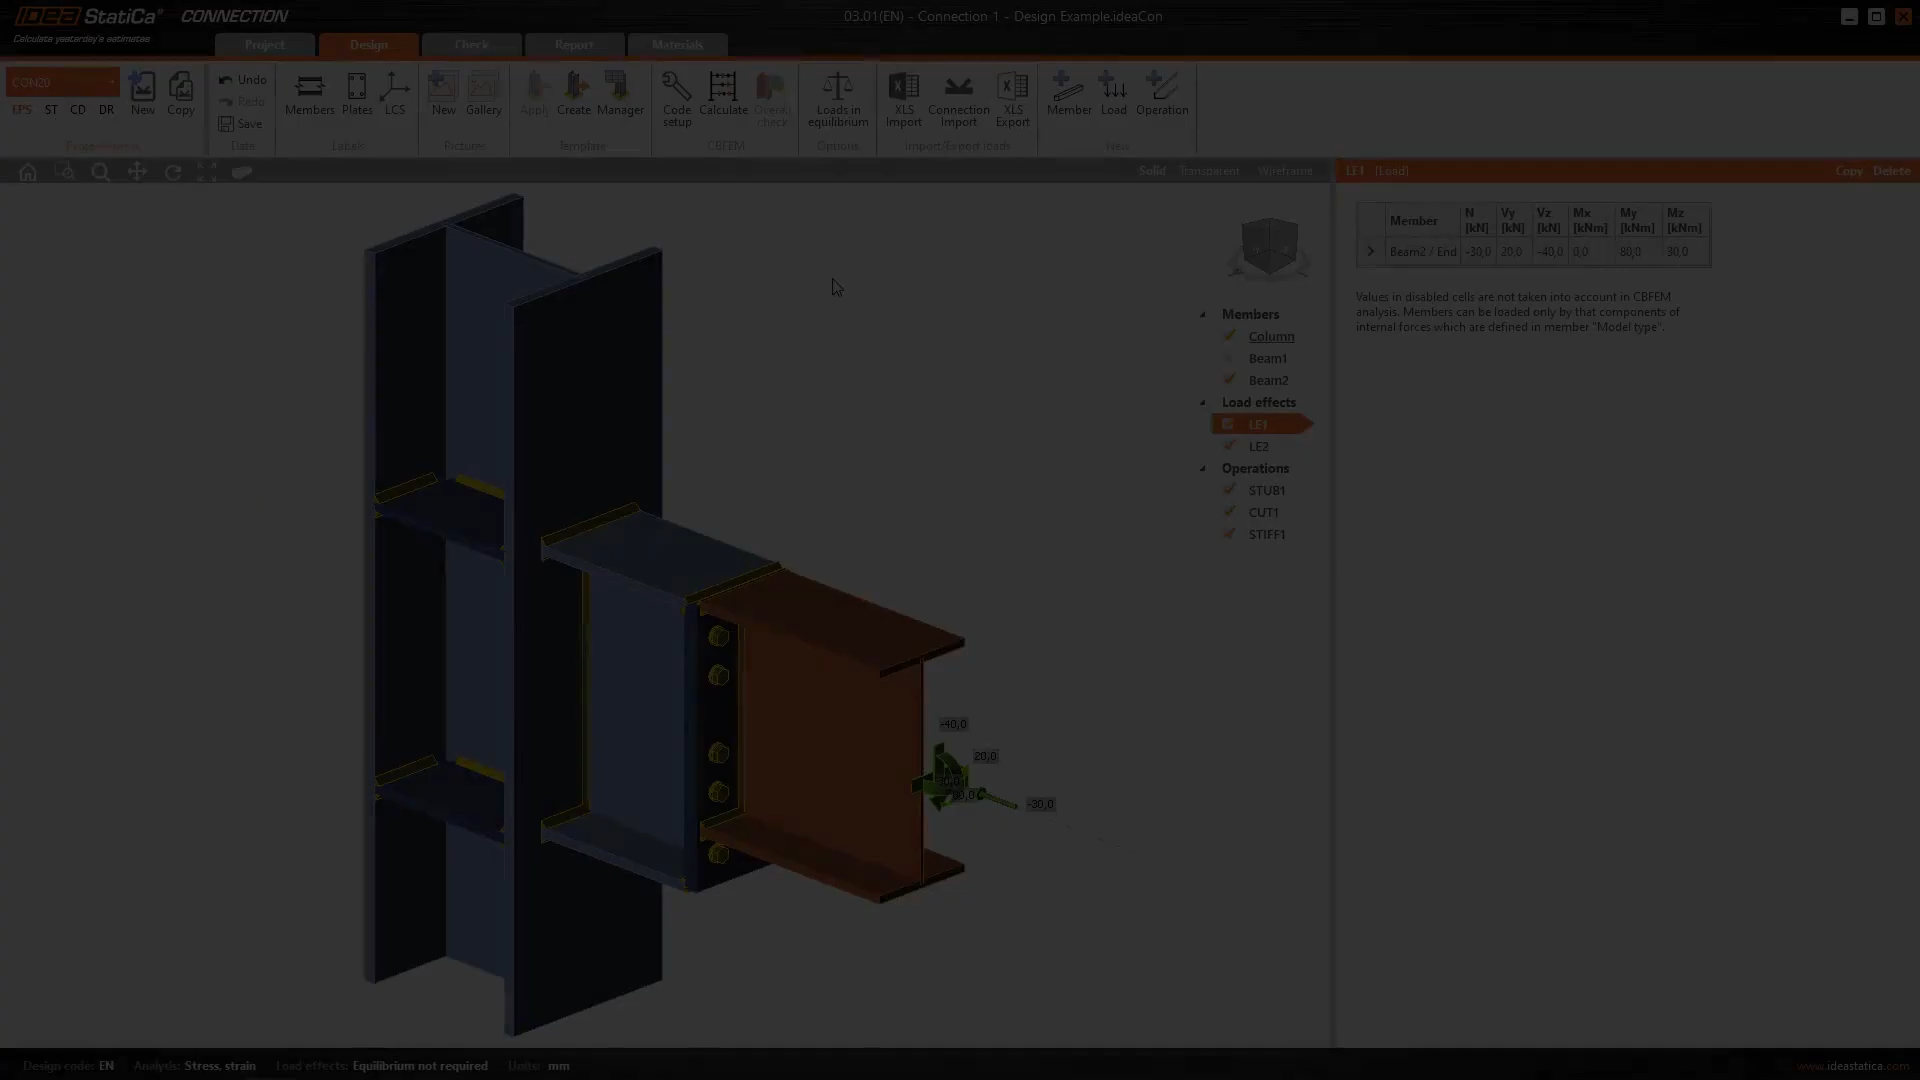 IDEA StatiCa® CONNECTION
Calculate yesterday's estimates
03.01(EN) - Connection 1 - Design Example.ideaCon
Project Design Check Report Materials
CON20
EPS ST CD DR
New Copy
Undo
Redo
Save
Data
Members Plates LCS
Labels
New Gallery
Pictures
Apply Create Manager
Template
Code setup Calculate Overall check
CBFEM
Loads in equilibrium
Options
XLS Import Connection Import XLS Export
Import/Export loads
Member Load Operation
New
Solid Transparent Wireframe
LE1 [Load] Copy Delete
Member N [kN] Vy [kN] Vz [kN] Mx [kNm] My [kNm] Mz [kNm]
> Beam2 / End -30,0 20,0 -40,0 0,0 80,0 30,0
Values in disabled cells are not taken into account in CBFEM
analysis. Members can be loaded only by that components of
internal forces which are defined in member "Model type".
Members
Column
Beam1
Beam2
Load effects
LE1
LE2
Operations
STUB1
CUT1
STIFF1
-40,0
20,0
-30,0
Design code: EN Analysis: Stress, strain Load effects: Equilibrium not required Units: mm
www.ideastatica.com